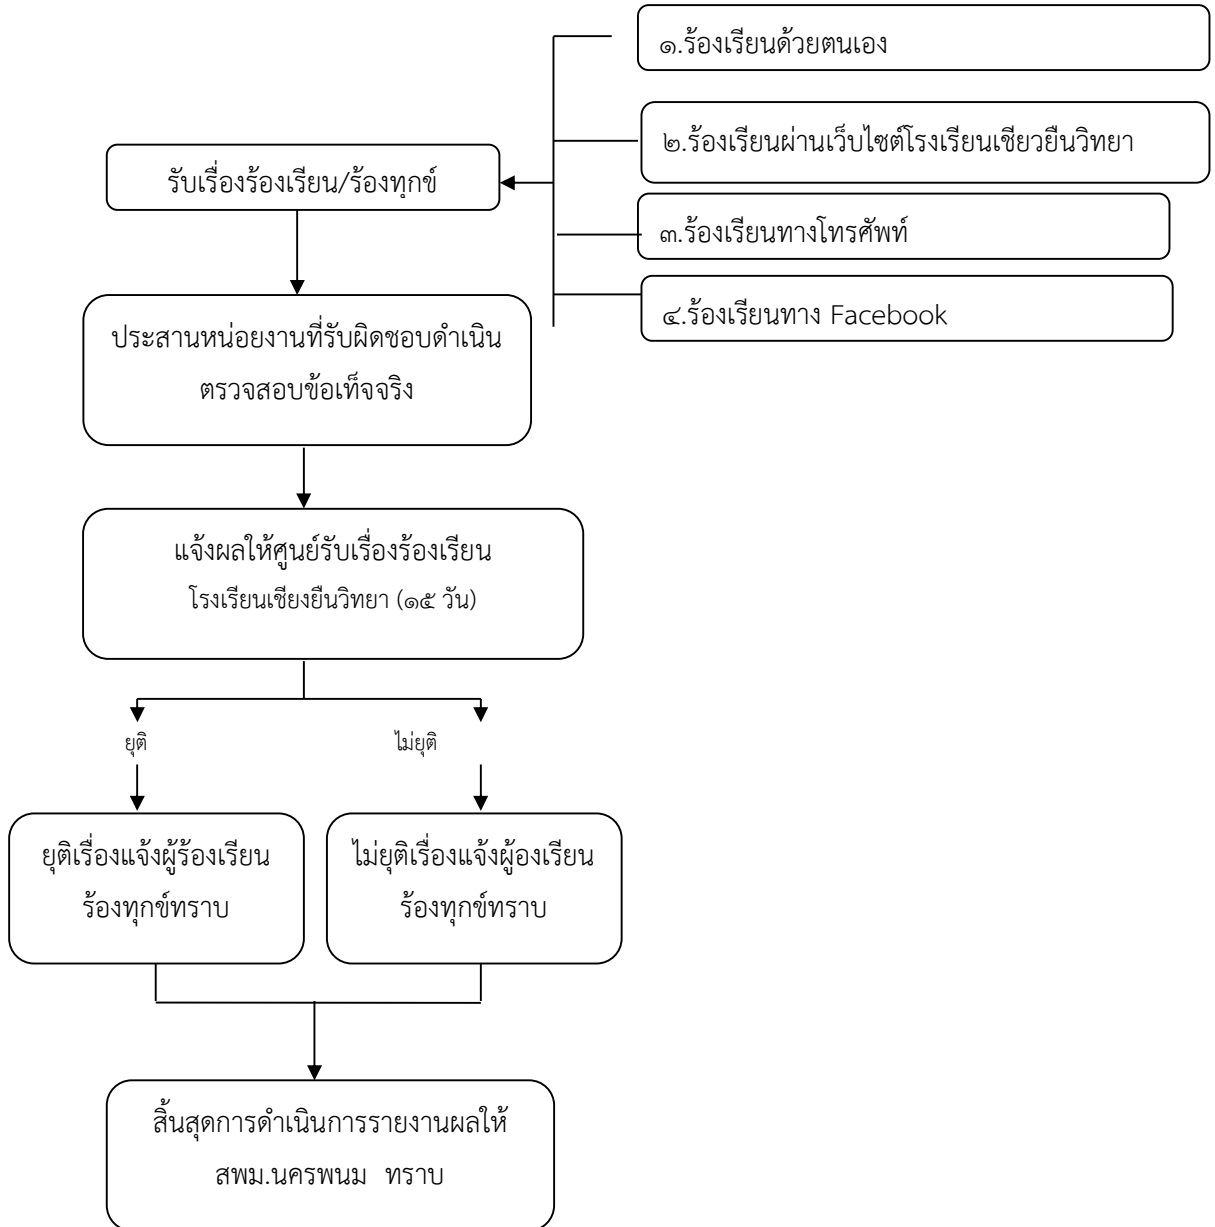 ๑.ร้องเรียนด้วยตนเอง
๒.ร้องเรียนผ่านเว็บไซต์โรงเรียนเชียวยืนวิทยา
รับเรื่องร้องเรียน/ร้องทุกข์
๓.ร้องเรียนทางโทรศัพท์
๔.ร้องเรียนทาง Facebook
ประสานหน่อยงานที่รับผิดชอบดำเนิน
ตรวจสอบข้อเท็จจริง
แจ้งผลให้ศูนย์รับเรื่องร้องเรียน
โรงเรียนเชียงยืนวิทยา (๑๕ วัน)
ยุติ
ไม่ยุติ
ยุติเรื่องแจ้งผู้ร้องเรียน
ร้องทุกข์ทราบ
ไม่ยุติเรื่องแจ้งผู้องเรียน
ร้องทุกข์ทราบ
สิ้นสุดการดำเนินการรายงานผลให้
สพม.นครพนม ทราบ